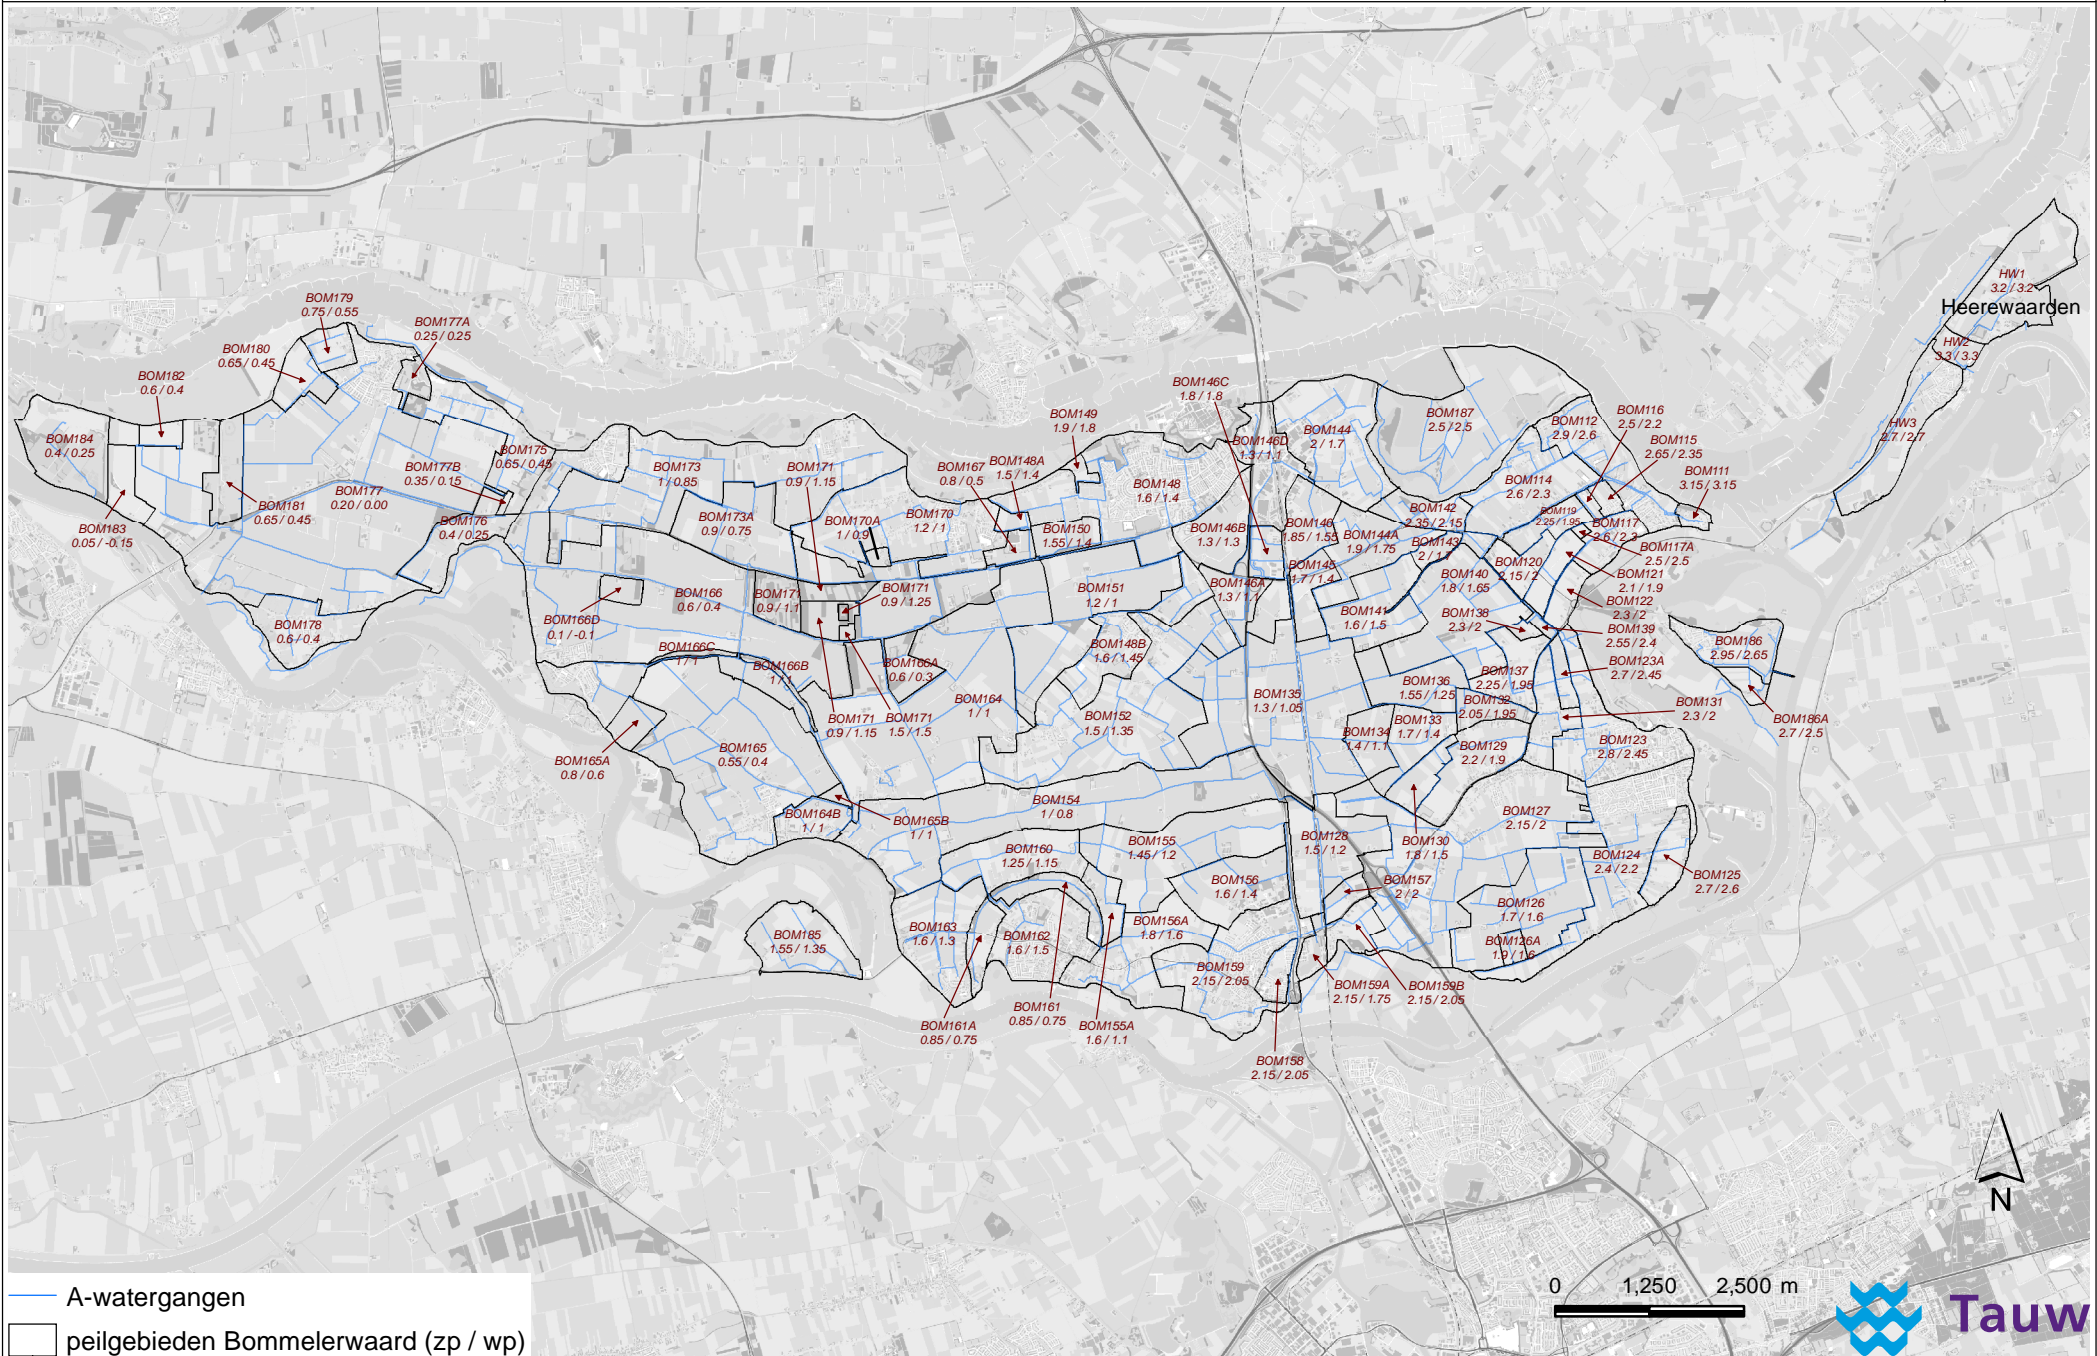 HW1
3.2 / 3.2
Heerewaarden
HW2
3.3 / 3.3
HW3
2.7 / 2.7
BOM179
0.75 / 0.55
BOM177A
0.25 / 0.25
BOM180
0.65 / 0.45
BOM182
0.6 / 0.4
BOM184
0.4 / 0.25
BOM183
0.05 / -0.15
BOM181
0.65 / 0.45
BOM177
0.20 / 0.00
BOM177B
0.35 / 0.15
BOM175
0.65 / 0.45
BOM176
0.4 / 0.25
BOM178
0.6 / 0.4
BOM173
1 / 0.85
BOM173A
0.9 / 0.75
BOM171
0.9 / 1.15
BOM170A
1 / 0.9
BOM170
1.2 / 1
BOM167
0.8 / 0.5
BOM148A
1.5 / 1.4
BOM149
1.9 / 1.8
BOM150
1.55 / 1.4
BOM148
1.6 / 1.4
BOM146C
1.8 / 1.8
BOM146D
1.3 / 1.1
BOM146B
1.3 / 1.3
BOM146A
1.3 / 1.1
BOM146
1.85 / 1.55
BOM145
1.7 / 1.4
BOM144
2 / 1.7
BOM144A
1.9 / 1.75
BOM187
2.5 / 2.5
BOM142
2.35 / 2.15
BOM143
2 / 1.7
BOM112
2.9 / 2.6
BOM116
2.5 / 2.2
BOM115
2.65 / 2.35
BOM111
3.15 / 3.15
BOM114
2.6 / 2.3
BOM119
2.25 / 1.95
BOM117
2.6 / 2.3
BOM117A
2.5 / 2.5
BOM120
2.15 / 2
BOM121
2.1 / 1.9
BOM122
2.3 / 2
BOM140
1.8 / 1.65
BOM141
1.6 / 1.5
BOM138
2.3 / 2
BOM139
2.55 / 2.4
BOM123A
2.7 / 2.45
BOM131
2.3 / 2
BOM186
2.95 / 2.65
BOM186A
2.7 / 2.5
BOM137
2.25 / 1.95
BOM136
1.55 / 1.25
BOM132
2.05 / 1.95
BOM133
1.7 / 1.4
BOM134
1.4 / 1.1
BOM135
1.3 / 1.05
BOM129
2.2 / 1.9
BOM123
2.8 / 2.45
BOM127
2.15 / 2
BOM130
1.8 / 1.5
BOM128
1.5 / 1.2
BOM124
2.4 / 2.2
BOM125
2.7 / 2.6
BOM126
1.7 / 1.6
BOM126A
1.9 / 1.6
BOM157
2 / 2
BOM159B
2.15 / 2.05
BOM159A
2.15 / 1.75
BOM158
2.15 / 2.05
BOM159
2.15 / 2.05
BOM156A
1.8 / 1.6
BOM156
1.6 / 1.4
BOM155
1.45 / 1.2
BOM155A
1.6 / 1.1
BOM154
1 / 0.8
BOM160
1.25 / 1.15
BOM161
0.85 / 0.75
BOM161A
0.85 / 0.75
BOM162
1.6 / 1.5
BOM163
1.6 / 1.3
BOM185
1.55 / 1.35
BOM151
1.2 / 1
BOM148B
1.6 / 1.45
BOM152
1.5 / 1.35
BOM164
1 / 1
BOM166A
0.6 / 0.3
BOM171
0.9 / 1.25
BOM171
0.9 / 1.1
BOM171
0.9 / 1.15
BOM171
1.5 / 1.5
BOM166
0.6 / 0.4
BOM166D
0.1 / -0.1
BOM166C
1 / 1
BOM166B
1 / 1
BOM165A
0.8 / 0.6
BOM165
0.55 / 0.4
BOM164B
1 / 1
BOM165B
1 / 1
N
0 1,250 2,500 m
Tauw
A-watergangen
peilgebieden Bommelerwaard (zp / wp)